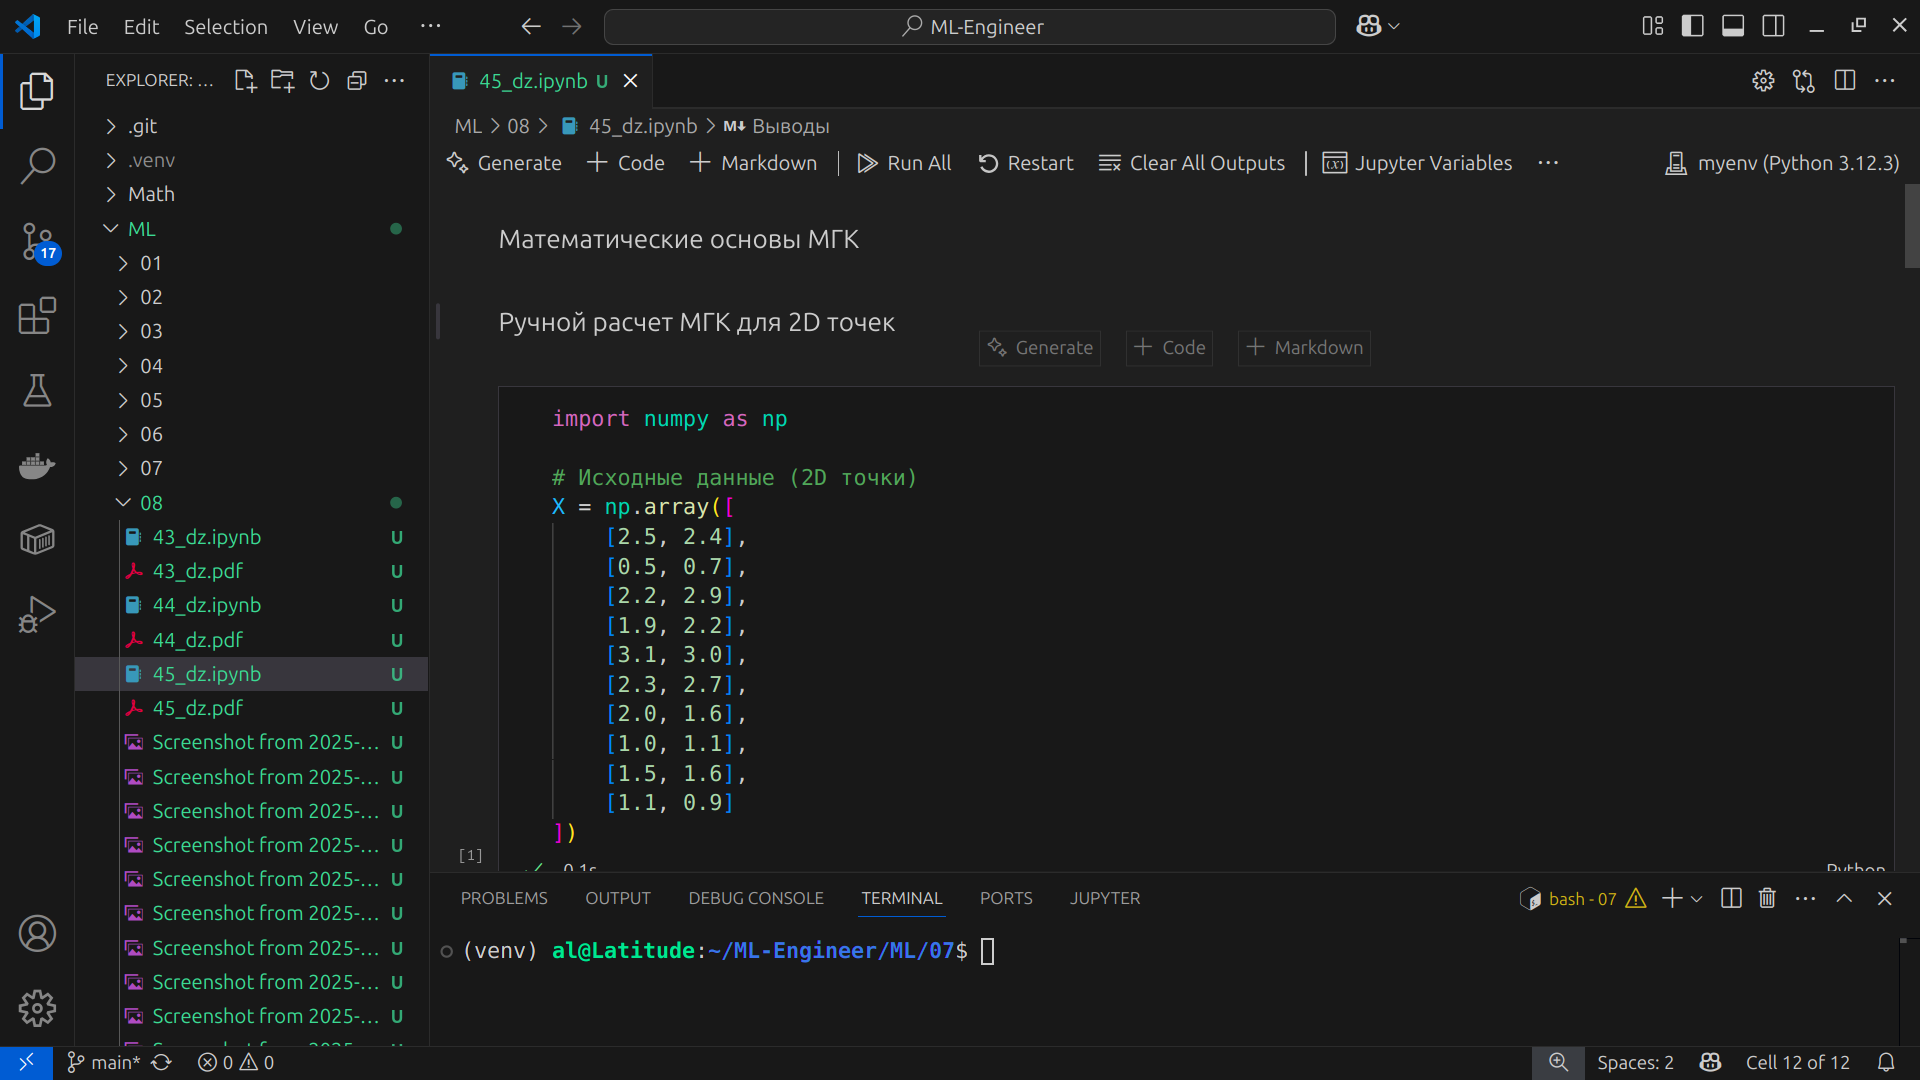 File Edit Selection View Go ··· ML-Engineer
EXPLORER: ...
.git
.venv
Math
ML
01
02
03
04
05
06
07
08
43_dz.ipynb U
43_dz.pdf U
44_dz.ipynb U
44_dz.pdf U
45_dz.ipynb U
45_dz.pdf U
Screenshot from 2025-... U
Screenshot from 2025-... U
Screenshot from 2025-... U
Screenshot from 2025-... U
Screenshot from 2025-... U
Screenshot from 2025-... U
Screenshot from 2025-... U
Screenshot from 2025-... U
Screenshot from 2025-... U
17
45_dz.ipynb U
ML > 08 > 45_dz.ipynb > M↓ Выводы
Generate + Code + Markdown | Run All Restart Clear All Outputs | Jupyter Variables ··· myenv (Python 3.12.3)
Математические основы МГК
Ручной расчет МГК для 2D точек
Generate + Code + Markdown
import numpy as np
# Исходные данные (2D точки)
X = np.array([
[2.5, 2.4],
[0.5, 0.7],
[2.2, 2.9],
[1.9, 2.2],
[3.1, 3.0],
[2.3, 2.7],
[2.0, 1.6],
[1.0, 1.1],
[1.5, 1.6],
[1.1, 0.9]
])
[1]
0.1s Python
PROBLEMS OUTPUT DEBUG CONSOLE TERMINAL PORTS JUPYTER bash - 07
(venv) al@Latitude:~/ML-Engineer/ML/07$
main* 0 0 Spaces: 2 Cell 12 of 12